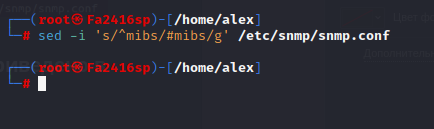 ┌──(root㉿Fa2416sp)-[/home/alex]
└─# sed -i 's/^mibs/#mibs/g' /etc/snmp/snmp.conf
┌──(root㉿Fa2416sp)-[/home/alex]
└─#